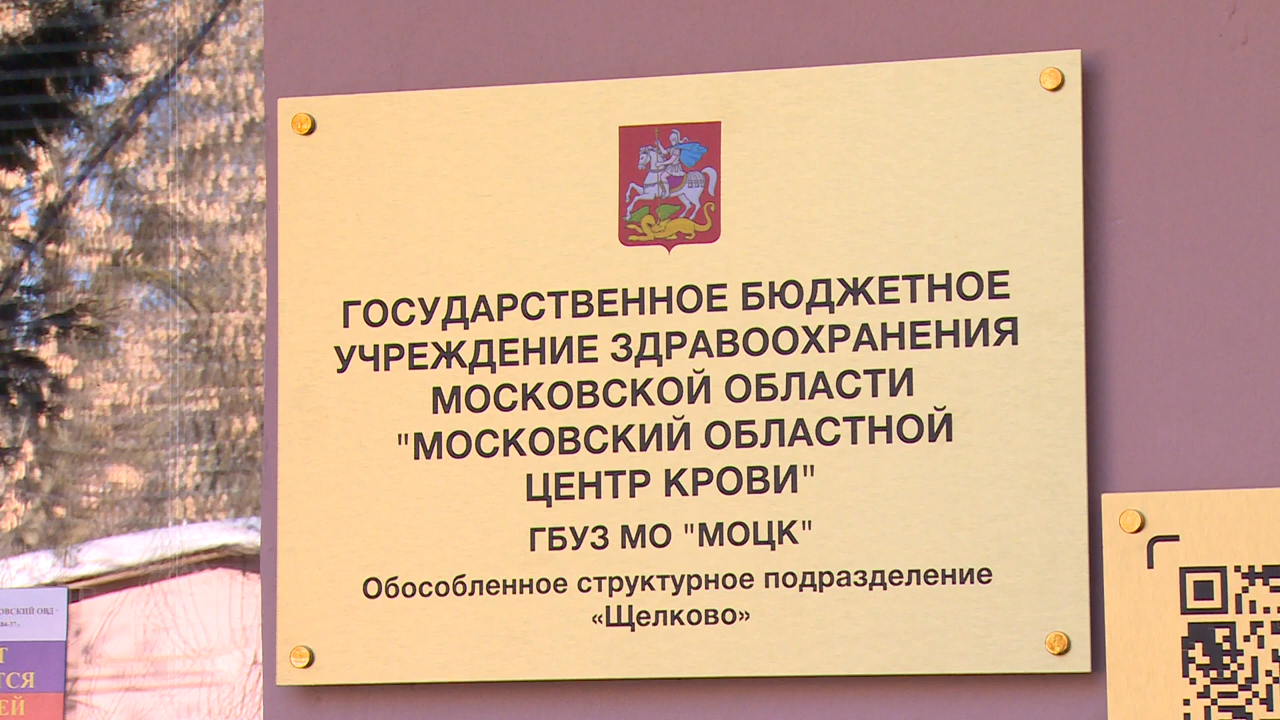 ГОСУДАРСТВЕННОЕ БЮДЖЕТНОЕ
УЧРЕЖДЕНИЕ ЗДРАВООХРАНЕНИЯ
МОСКОВСКОЙ ОБЛАСТИ
"МОСКОВСКИЙ ОБЛАСТНОЙ
ЦЕНТР КРОВИ"
ГБУЗ МО "МОЦК"
Обособленное структурное подразделение
«Щелково»